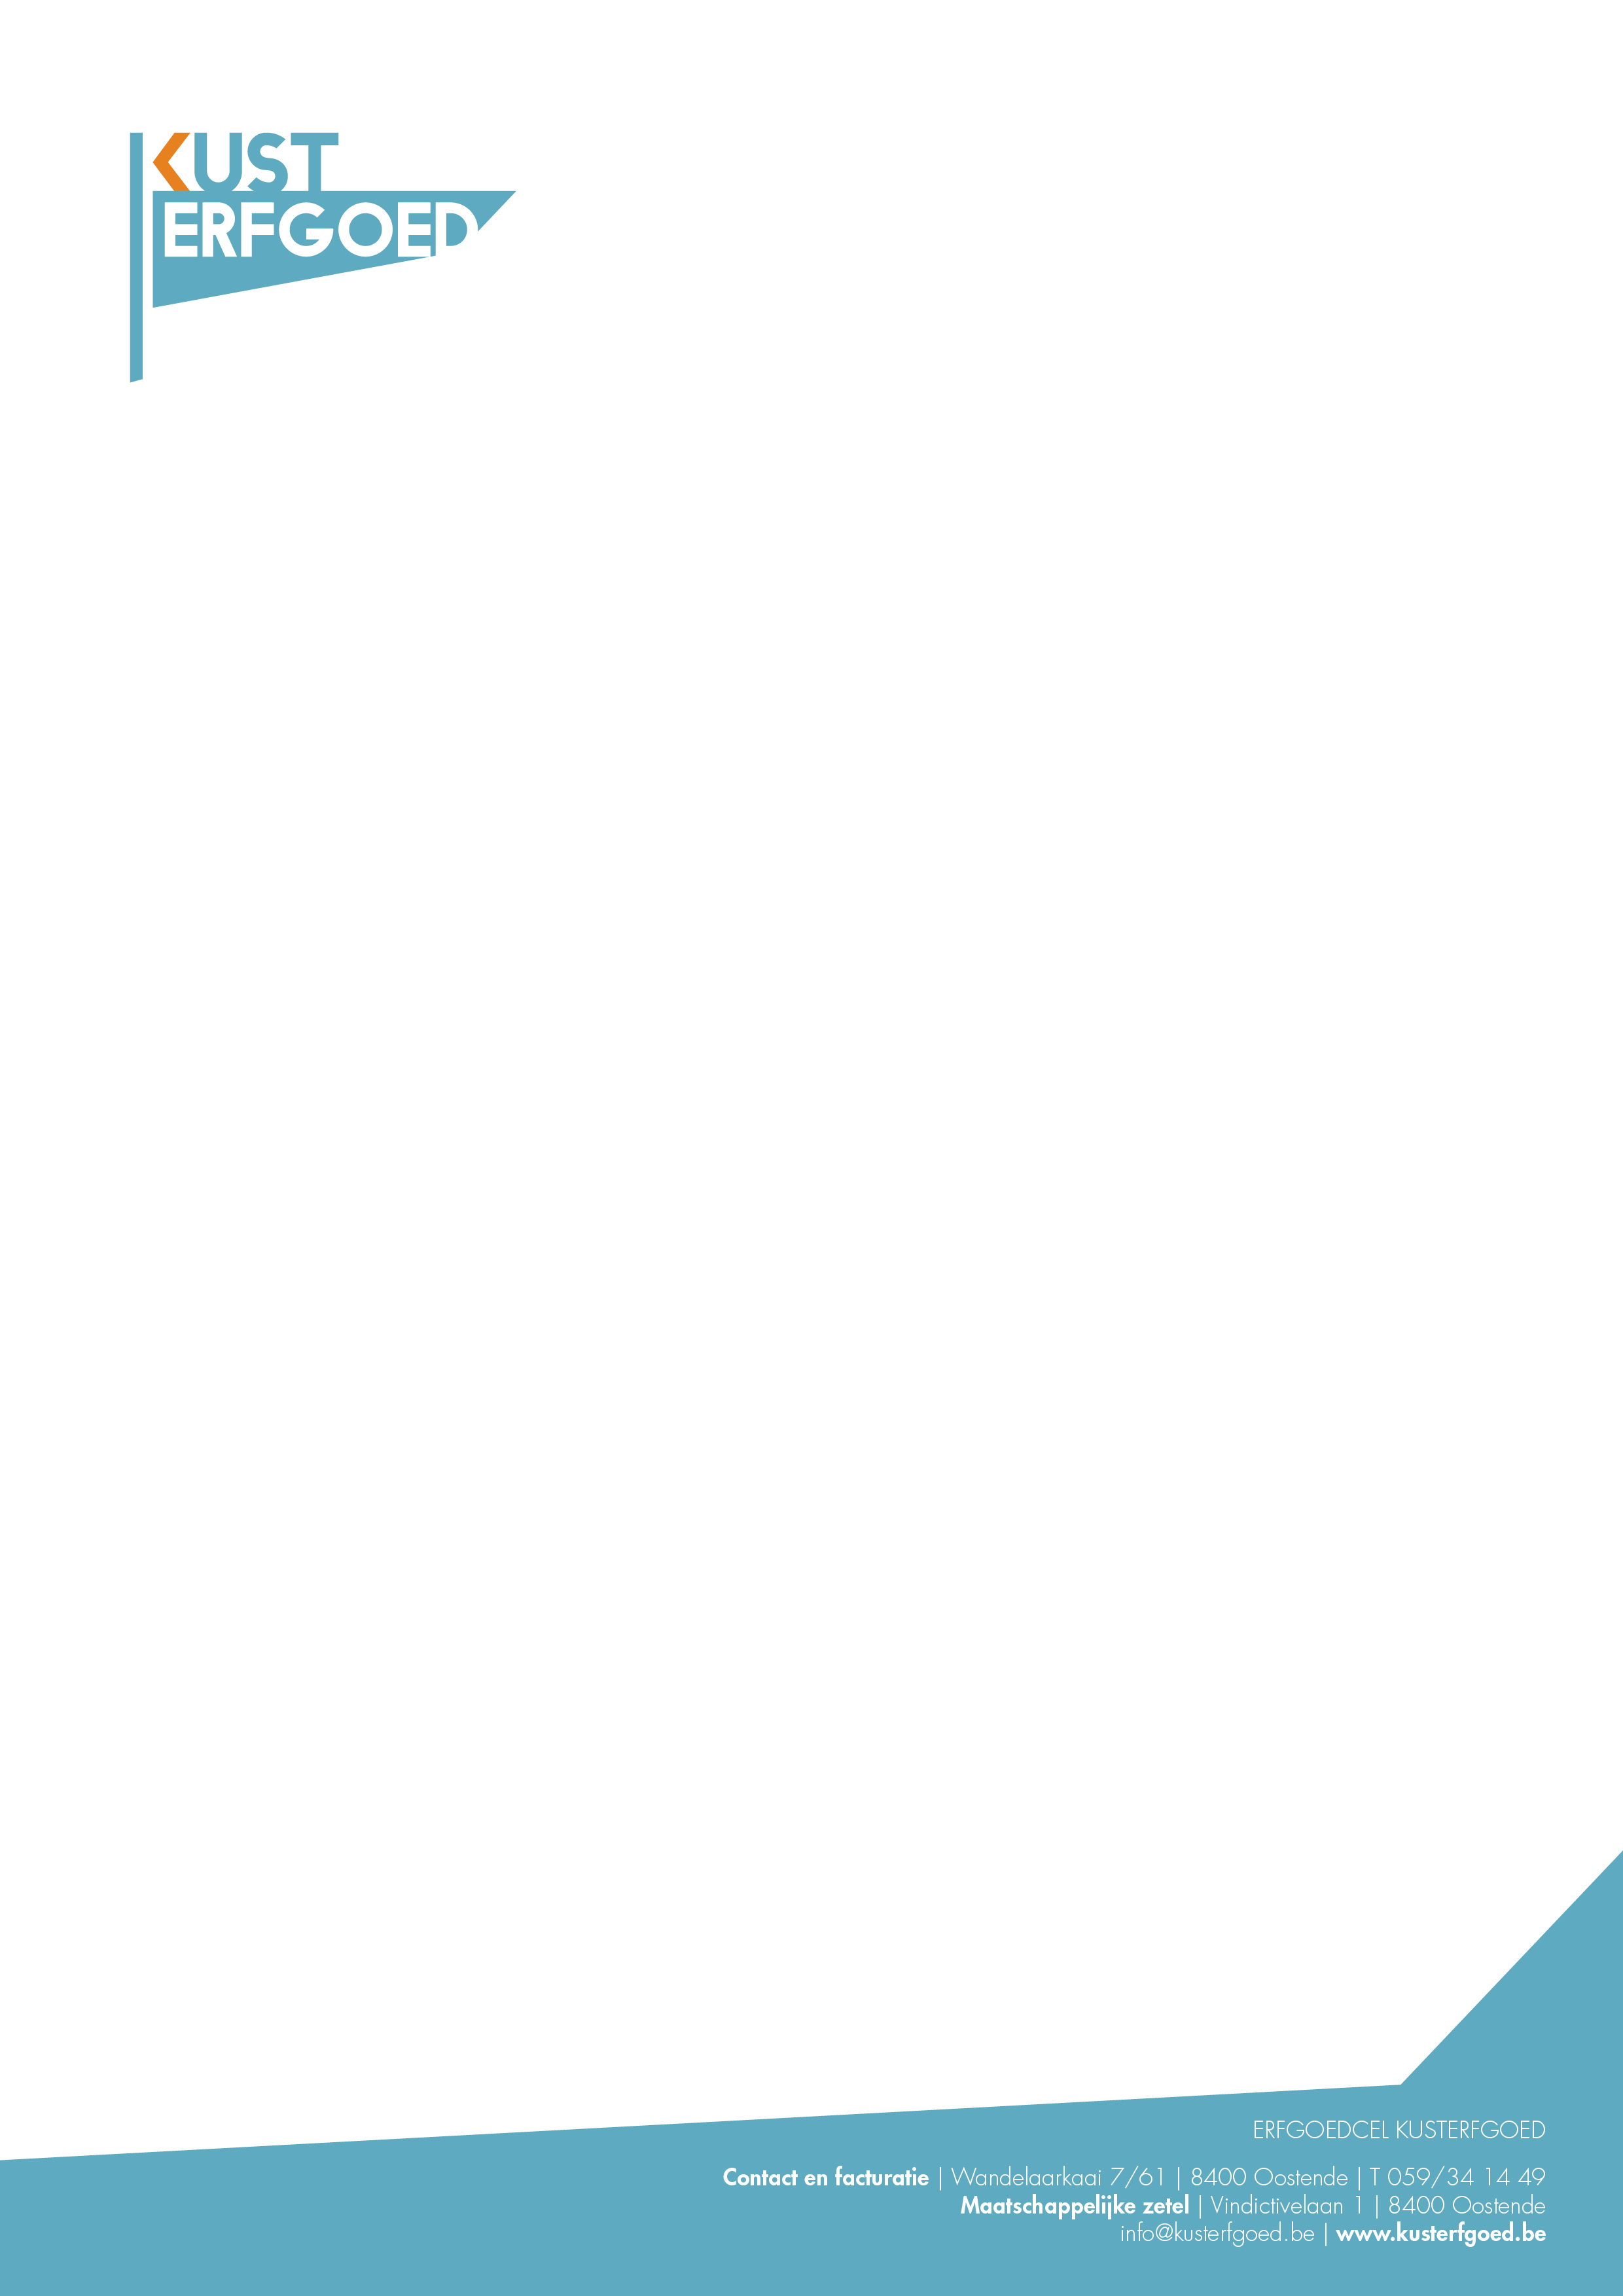 KUST
ERFGOED
ERFGOEDCEL KUSTERFGOED
Contact en facturatie | Wandelaarkaai 7/61 | 8400 Oostende | T 059/34 14 49
Maatschappelijke zetel | Vindictivelaan 1 | 8400 Oostende
info@kusterfgoed.be | www.kusterfgoed.be